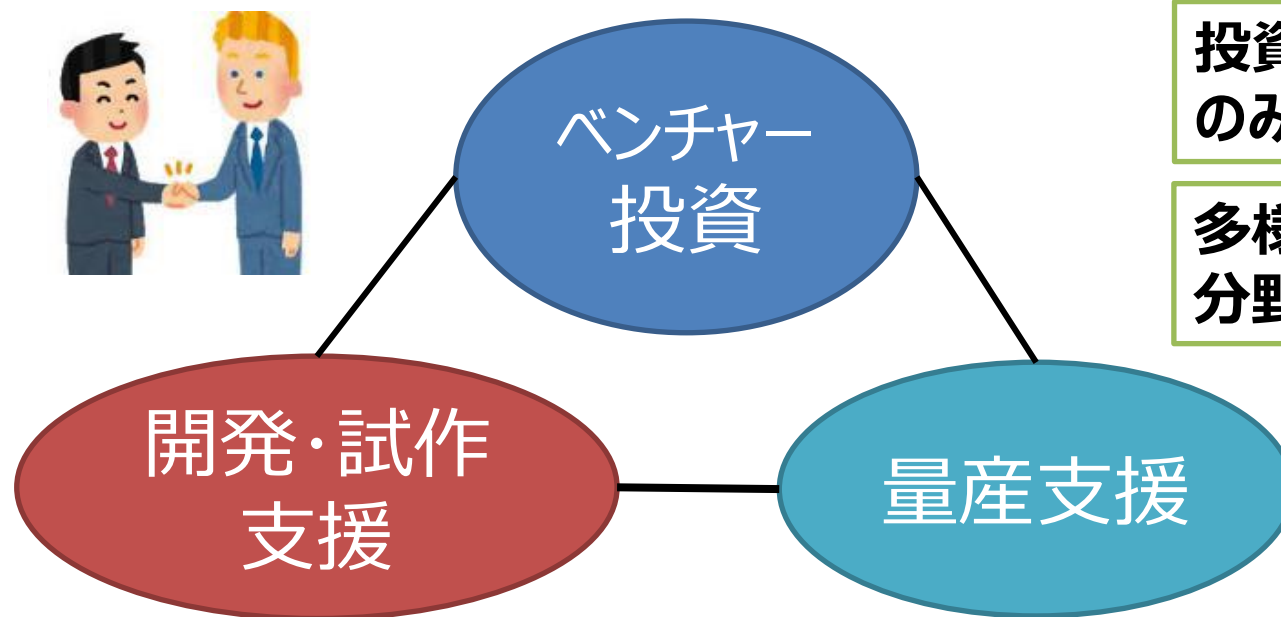 ベンチャー
投資
開発・試作
支援
量産支援
投資
のみ
多様
分野